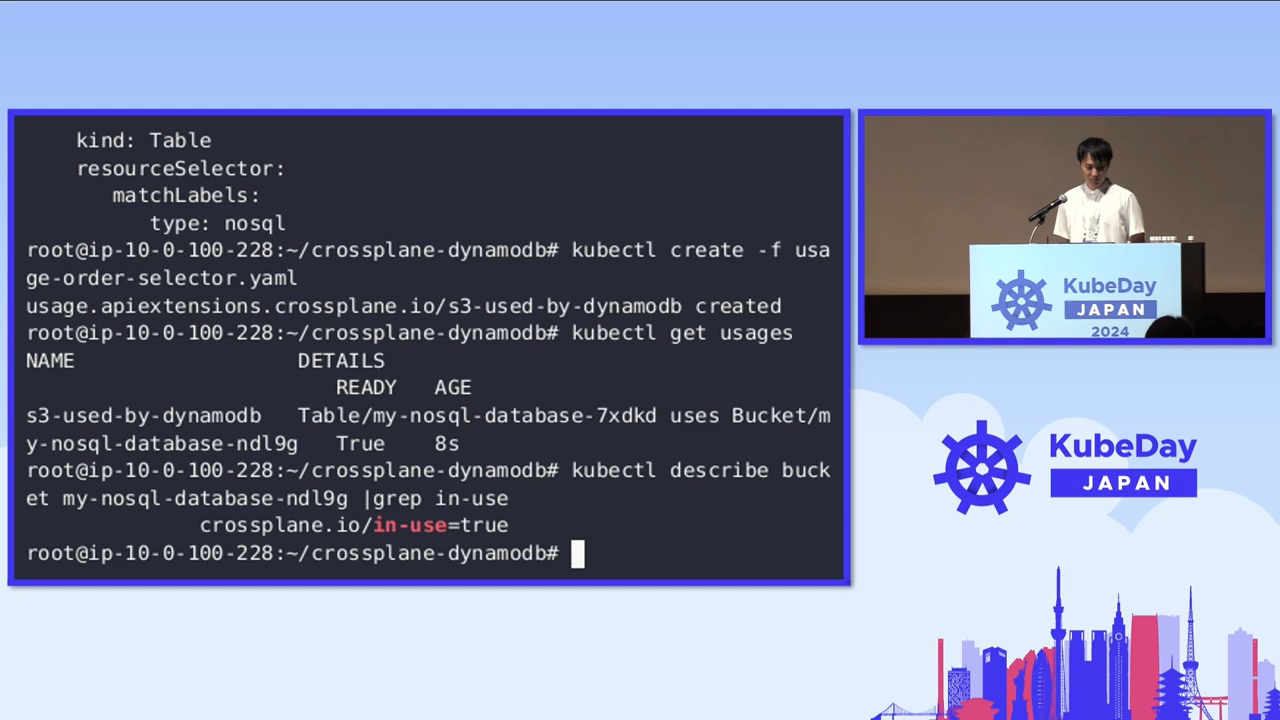 kind: Table
resourceSelector:
matchLabels:
type: nosql
root@ip-10-0-100-228:~/crossplane-dynamodb# kubectl create -f usa
ge-order-selector.yaml
usage.apiextensions.crossplane.io/s3-used-by-dynamodb created
root@ip-10-0-100-228:~/crossplane-dynamodb# kubectl get usages
NAME DETAILS
READY AGE
s3-used-by-dynamodb Table/my-nosql-database-7xdkd uses Bucket/m
y-nosql-database-ndl9g True 8s
root@ip-10-0-100-228:~/crossplane-dynamodb# kubectl describe buck
et my-nosql-database-ndl9g |grep in-use
crossplane.io/in-use=true
root@ip-10-0-100-228:~/crossplane-dynamodb#
KubeDay
JAPAN
2024
KubeDay
JAPAN